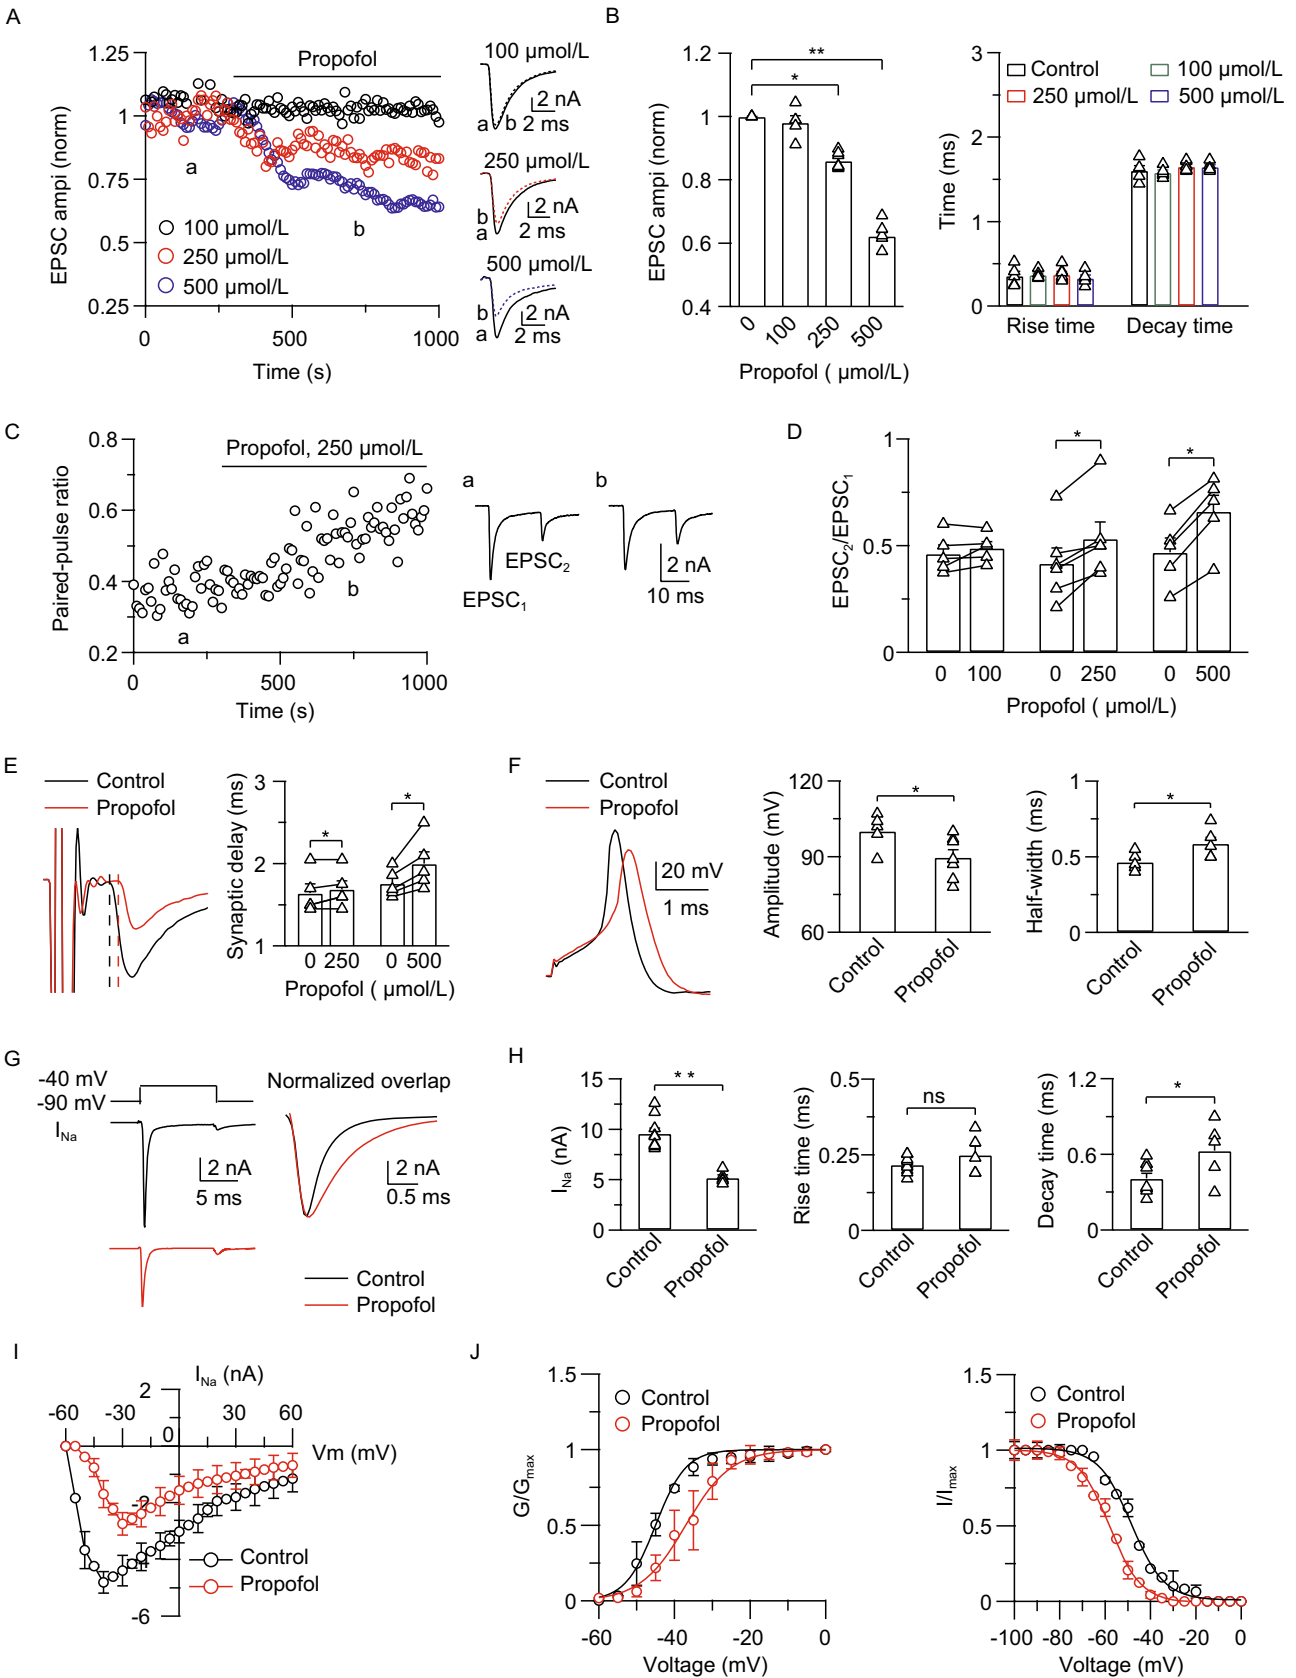 A
1.25
1
0.75
0.5
0.25
EPSC ampi (norm)
Propofol
a
b
100 µmol/L
250 µmol/L
500 µmol/L
0
500
1000
Time (s)
100 µmol/L
a b
2 nA
2 ms
250 µmol/L
b
a
2 nA
2 ms
500 µmol/L
b
a
2 nA
2 ms
B
1.2
1
0.8
0.6
0.4
EPSC ampi (norm)
**
*
0
100
250
500
Propofol ( µmol/L)
3
2
1
0
Time (ms)
Control
100 µmol/L
250 µmol/L
500 µmol/L
Rise time
Decay time
C
0.8
0.6
0.4
0.2
Paired-pulse ratio
Propofol, 250 µmol/L
a
b
0
500
1000
Time (s)
a
b
EPSC2
EPSC1
2 nA
10 ms
D
1
0.5
0
EPSC2/EPSC1
*
*
0 100
0 250
0 500
Propofol ( µmol/L)
E
Control
Propofol
3
2
1
Synaptic delay (ms)
*
*
0 250
0 500
Propofol ( µmol/L)
F
Control
Propofol
20 mV
1 ms
120
90
60
Amplitude (mV)
*
Control
Propofol
1
0.5
0
Half-width (ms)
*
Control
Propofol
G
-40 mV
-90 mV
INa
2 nA
5 ms
Normalized overlap
2 nA
0.5 ms
Control
Propofol
H
15
10
5
0
INa (nA)
**
Control
Propofol
0.5
0.25
0
Rise time (ms)
ns
Control
Propofol
1.2
0.6
0
Decay time (ms)
*
Control
Propofol
I
INa (nA)
2
-60 -30 0 30 60
Vm (mV)
-2
-6
Control
Propofol
J
1.5
1
0.5
0
G/Gmax
Control
Propofol
-60 -40 -20 0
Voltage (mV)
1.5
1
0.5
0
I/Imax
Control
Propofol
-100 -80 -60 -40 -20 0
Voltage (mV)